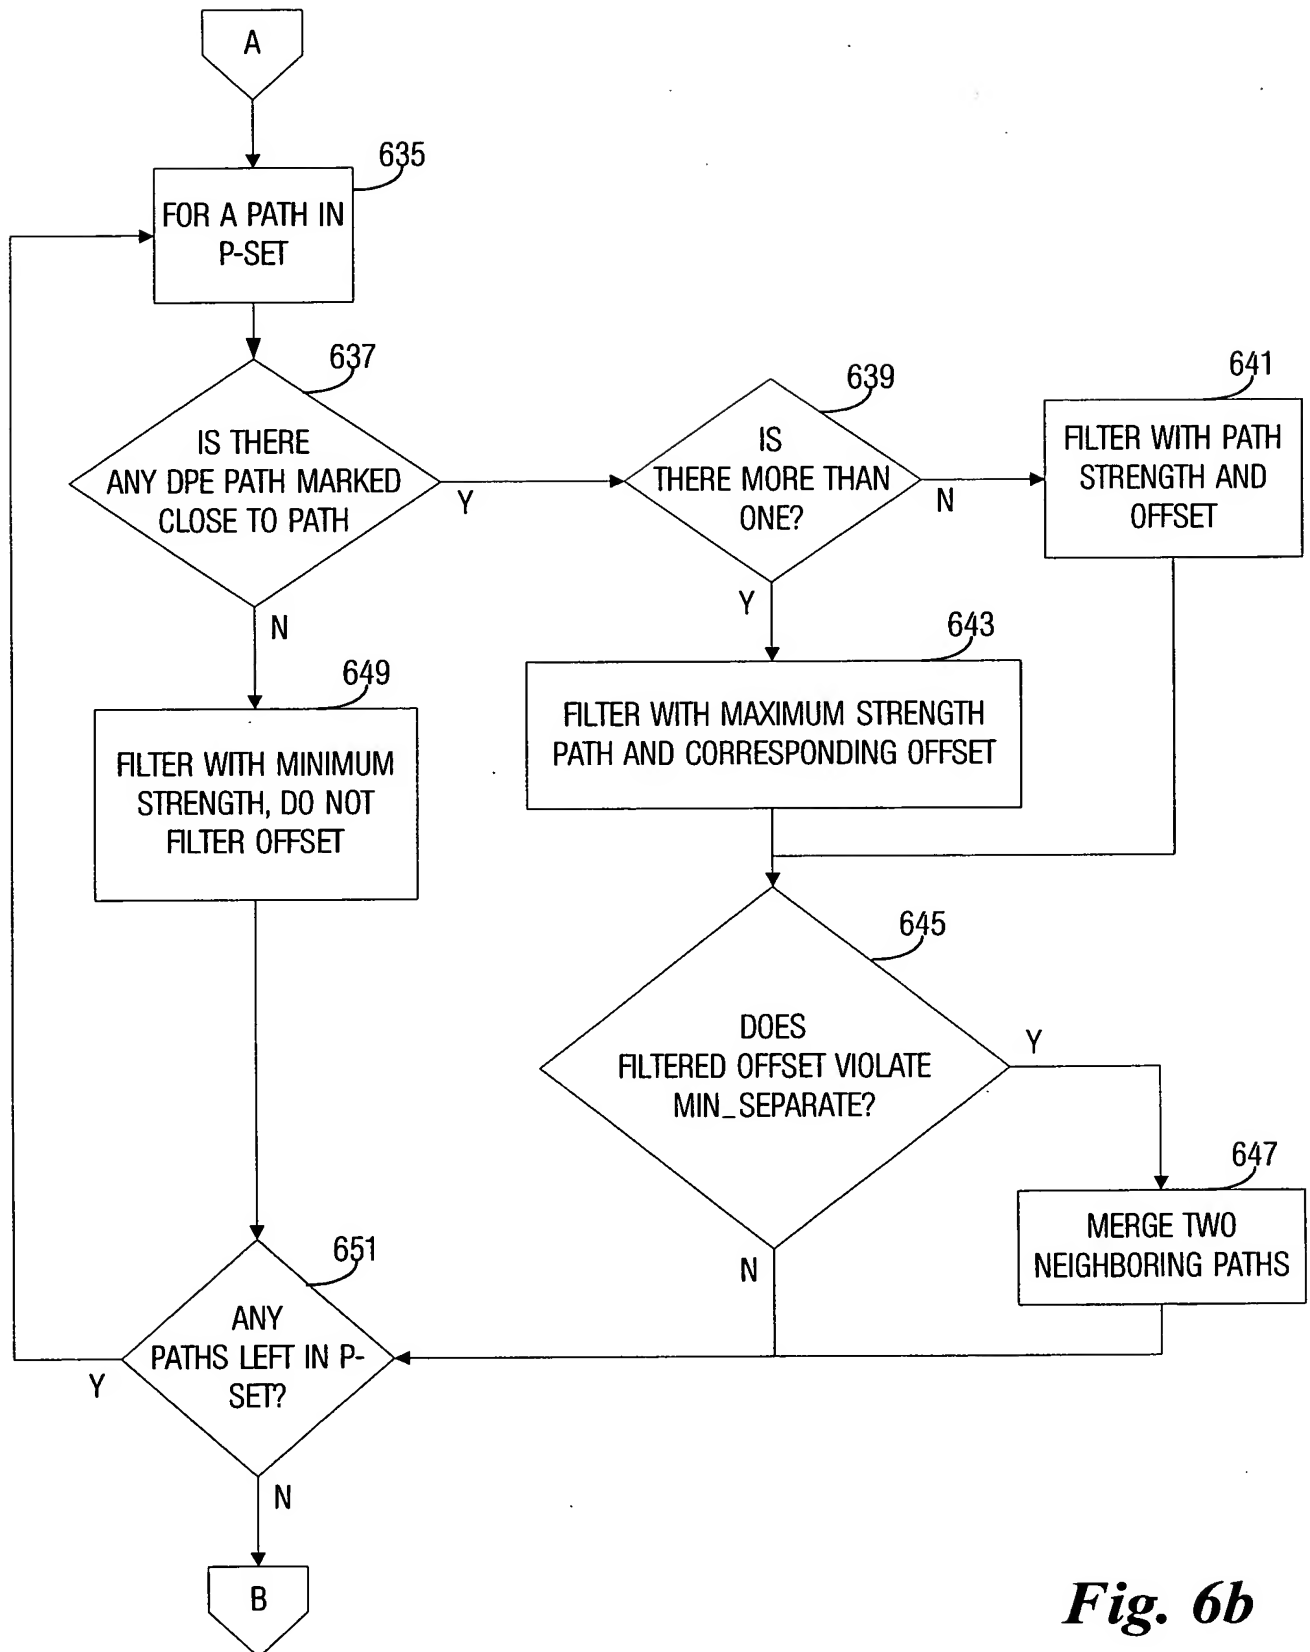 A
635
FOR A PATH IN
P-SET
637
IS THERE
ANY DPE PATH MARKED
CLOSE TO PATH
Y
N
639
IS
THERE MORE THAN
ONE?
N
Y
641
FILTER WITH PATH
STRENGTH AND
OFFSET
643
FILTER WITH MAXIMUM STRENGTH
PATH AND CORRESPONDING OFFSET
649
FILTER WITH MINIMUM
STRENGTH, DO NOT
FILTER OFFSET
645
DOES
FILTERED OFFSET VIOLATE
MIN_SEPARATE?
Y
N
647
MERGE TWO
NEIGHBORING PATHS
651
ANY
PATHS LEFT IN P-
SET?
Y
N
B
Fig. 6b